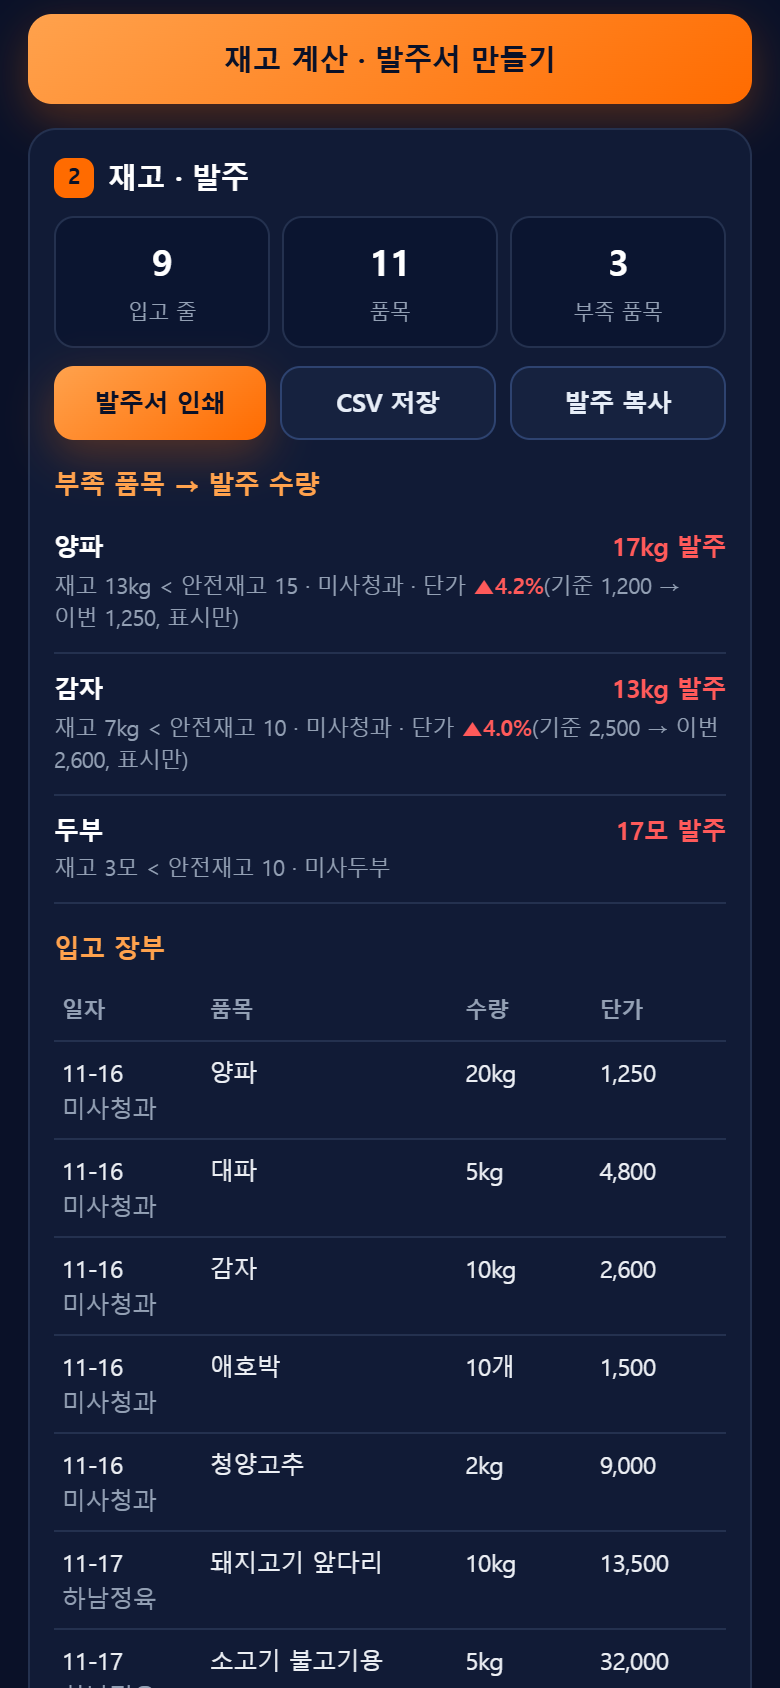 재고 계산 · 발주서 만들기
2 재고 · 발주
9
입고 줄
11
품목
3
부족 품목
발주서 인쇄
CSV 저장
발주 복사
부족 품목 → 발주 수량
양파 17kg 발주
재고 13kg < 안전재고 15 · 미사청과 · 단가 ▲4.2%(기준 1,200 →
이번 1,250, 표시만)
감자 13kg 발주
재고 7kg < 안전재고 10 · 미사청과 · 단가 ▲4.0%(기준 2,500 → 이번
2,600, 표시만)
두부 17모 발주
재고 3모 < 안전재고 10 · 미사두부
입고 장부
일자 품목 수량 단가
11-16 양파 20kg 1,250
미사청과
11-16 대파 5kg 4,800
미사청과
11-16 감자 10kg 2,600
미사청과
11-16 애호박 10개 1,500
미사청과
11-16 청양고추 2kg 9,000
미사청과
11-17 돼지고기 앞다리 10kg 13,500
하남정육
11-17 소고기 불고기용 5kg 32,000